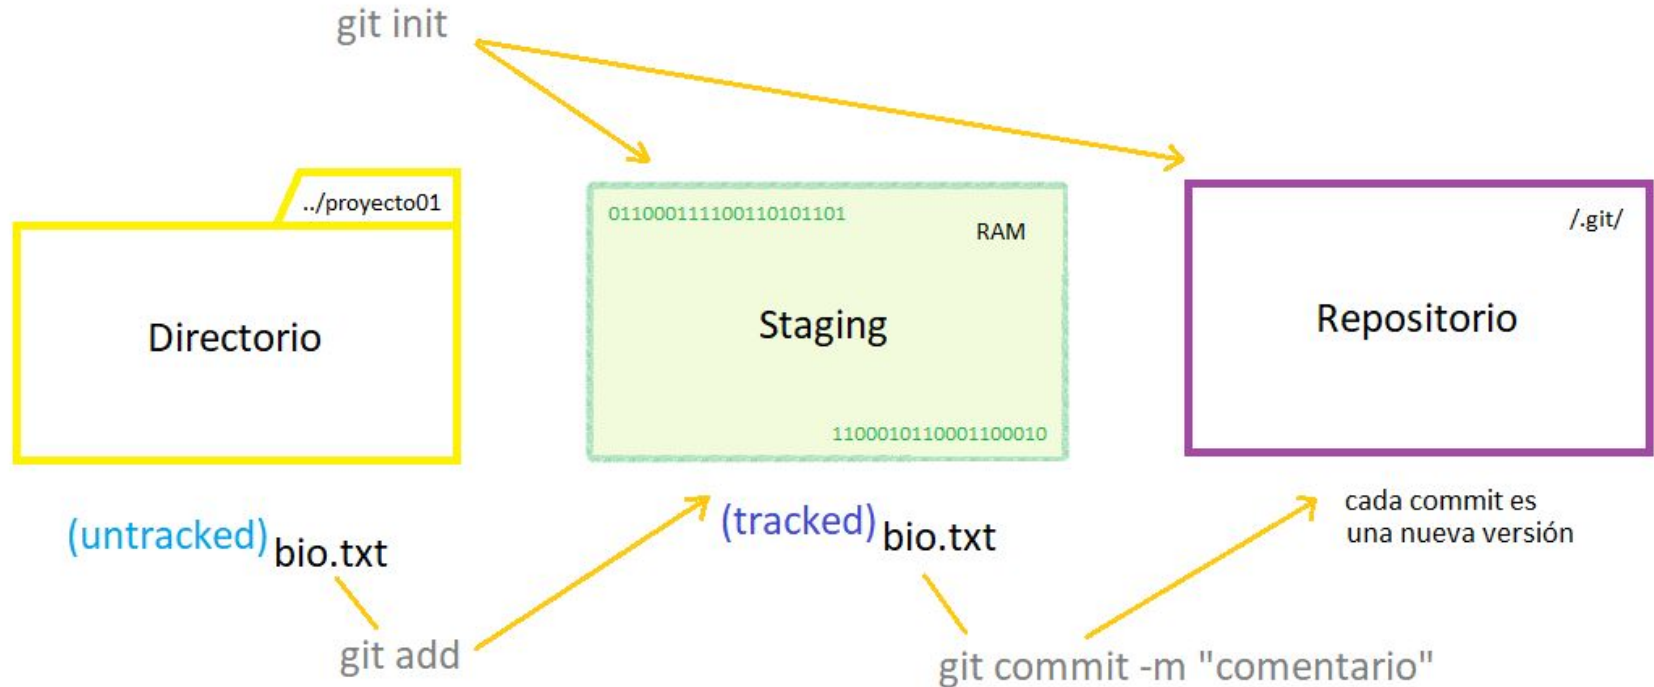 git init
../proyecto01
Directorio
011000111100110101101
RAM
Staging
1100010110001100010
/.git/
Repositorio
(untracked) bio.txt
git add
(tracked) bio.txt
git commit -m "comentario"
cada commit es
una nueva versión